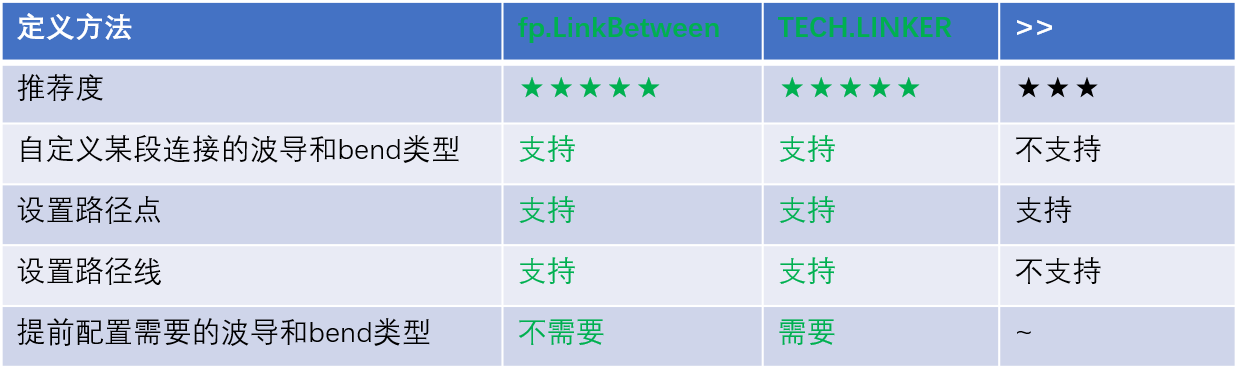 定义方法 fp.LinkBetween TECH.LINKER >>
推荐度 ★★★★★ ★★★★★ ★★★
自定义某段连接的波导和bend类型 支持 支持 不支持
设置路径点 支持 支持 支持
设置路径线 支持 支持 不支持
提前配置需要的波导和bend类型 不需要 需要 ~